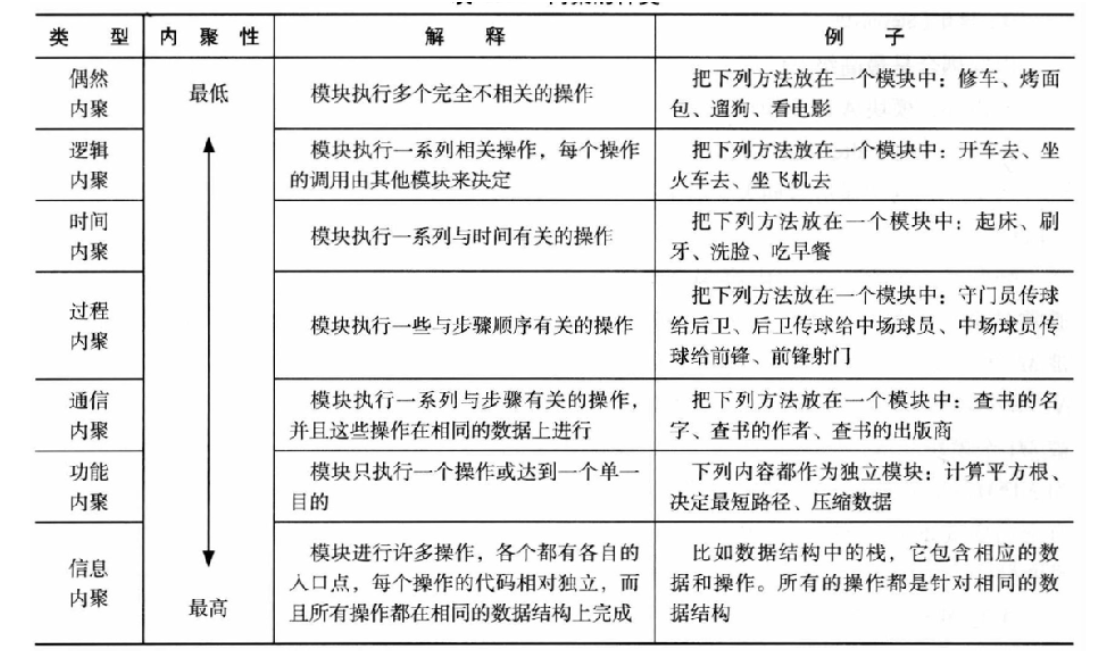 类 型 内 聚 性 解 释 例 子
偶然
内聚
最低
模块执行多个完全不相关的操作
把下列方法放在一个模块中：修车、烤面
包、遛狗、看电影
逻辑
内聚
模块执行一系列相关操作，每个操作
的调用由其他模块来决定
把下列方法放在一个模块中：开车去、坐
火车去、坐飞机去
时间
内聚
模块执行一系列与时间有关的操作
把下列方法放在一个模块中：起床、刷
牙、洗脸、吃早餐
过程
内聚
模块执行一些与步骤顺序有关的操作
把下列方法放在一个模块中：守门员传球
给后卫、后卫传球给中场球员、中场球员传
球给前锋、前锋射门
通信
内聚
模块执行一系列与步骤有关的操作，
并且这些操作在相同的数据上进行
把下列方法放在一个模块中：查书的名
字、查书的作者、查书的出版商
功能
内聚
模块只执行一个操作或达到一个单一
目的
下列内容都作为独立模块：计算平方根、
决定最短路径、压缩数据
信息
内聚
最高
模块进行许多操作，各个都有各自的
入口点，每个操作的代码相对独立，而
且所有操作都在相同的数据结构上完成
比如数据结构中的栈，它包含相应的数
据和操作。所有的操作都是针对相同的数
据结构